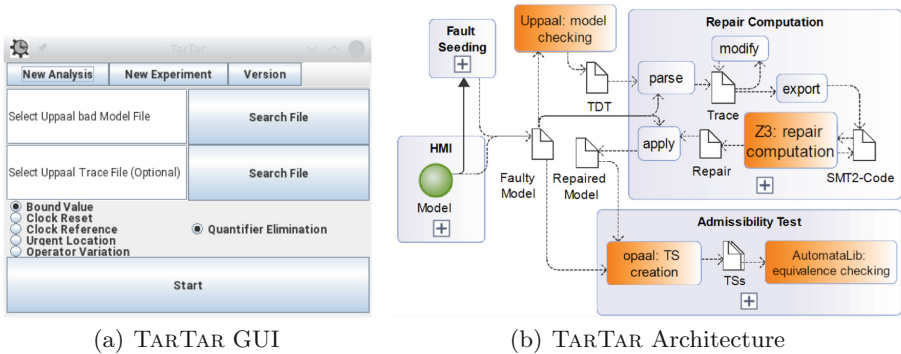 TarTar
New Analysis
New Experiment
Version
Select Uppaal bad Model File
Search File
Select Uppaal Trace File (Optional)
Search File
Bound Value
Clock Reset
Clock Reference
Urgent Location
Operator Variation
Quantifier Elimination
Start
(a) TARTAR GUI
Fault
Seeding
HMI
Model
Uppaal: model
checking
TDT
Faulty
Model
Repaired
Model
Repair Computation
modify
parse
Trace
export
apply
Repair
Z3: repair
computation
SMT2-Code
Admissibility Test
opaal: TS
creation
TSs
AutomataLib:
equivalence checking
(b) TARTAR Architecture